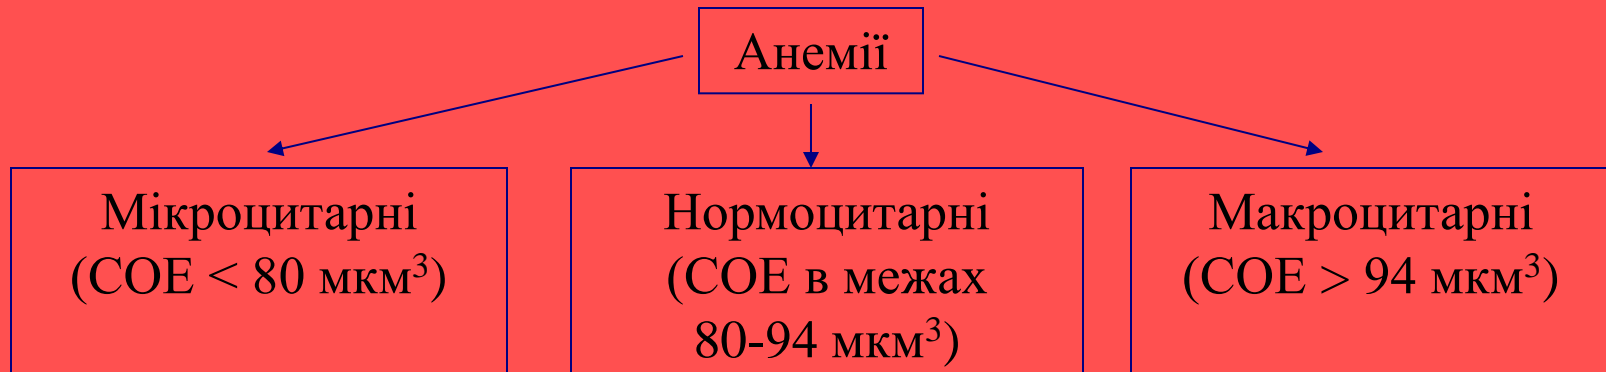 Анемії
Мікроцитарні
(СОЕ < 80 мкм³)
Нормоцитарні
(СОЕ в межах
80-94 мкм³)
Макроцитарні
(СОЕ > 94 мкм³)